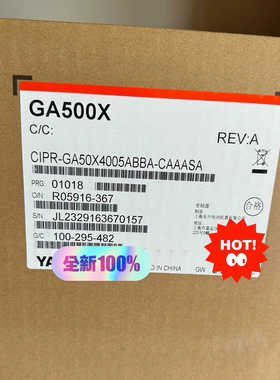 GA500X
C/C:
REV:A
CIPR-GA50X4005ABBA-CAAASA
PRG: 01018
O/N: R05916-367
S/N: JL2329163670157
G/C: 100-295-482
合格
HOT!
全新100%
YA
IN CHINA
GW